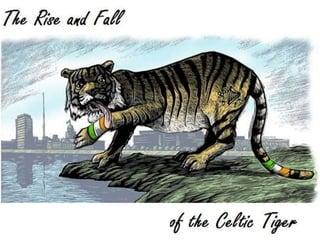 The Rise and Fall
of the Celtic Tiger